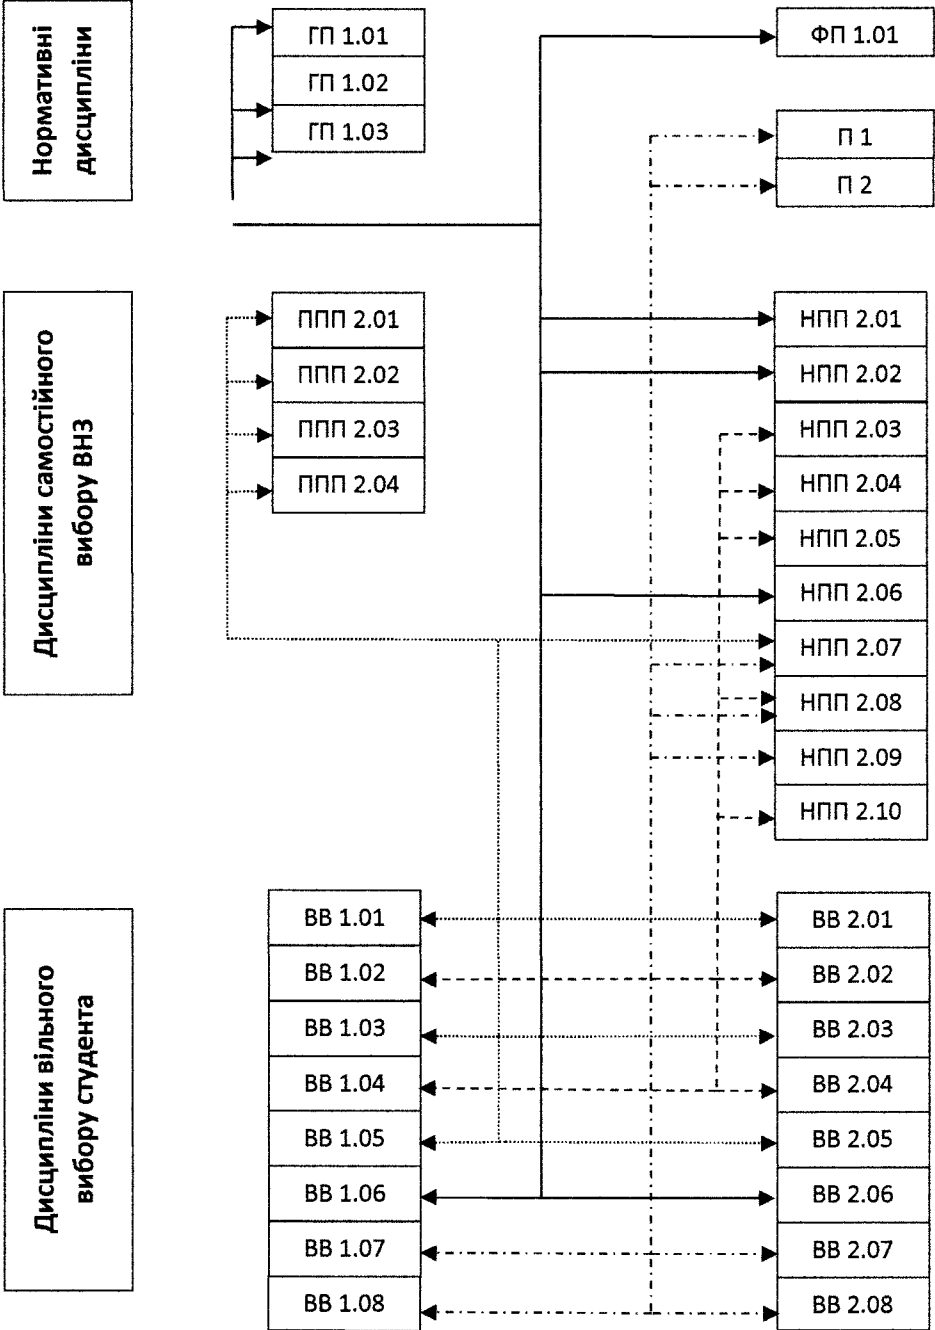 Нормативні
дисципліни
ГП 1.01
ГП 1.02
ГП 1.03
ФП 1.01
П 1
П 2
Дисципліни самостійного
вибору ВНЗ
ППП 2.01
ППП 2.02
ППП 2.03
ППП 2.04
НПП 2.01
НПП 2.02
НПП 2.03
НПП 2.04
НПП 2.05
НПП 2.06
НПП 2.07
НПП 2.08
НПП 2.09
НПП 2.10
Дисципліни вільного
вибору студента
ВВ 1.01
ВВ 1.02
ВВ 1.03
ВВ 1.04
ВВ 1.05
ВВ 1.06
ВВ 1.07
ВВ 1.08
ВВ 2.01
ВВ 2.02
ВВ 2.03
ВВ 2.04
ВВ 2.05
ВВ 2.06
ВВ 2.07
ВВ 2.08